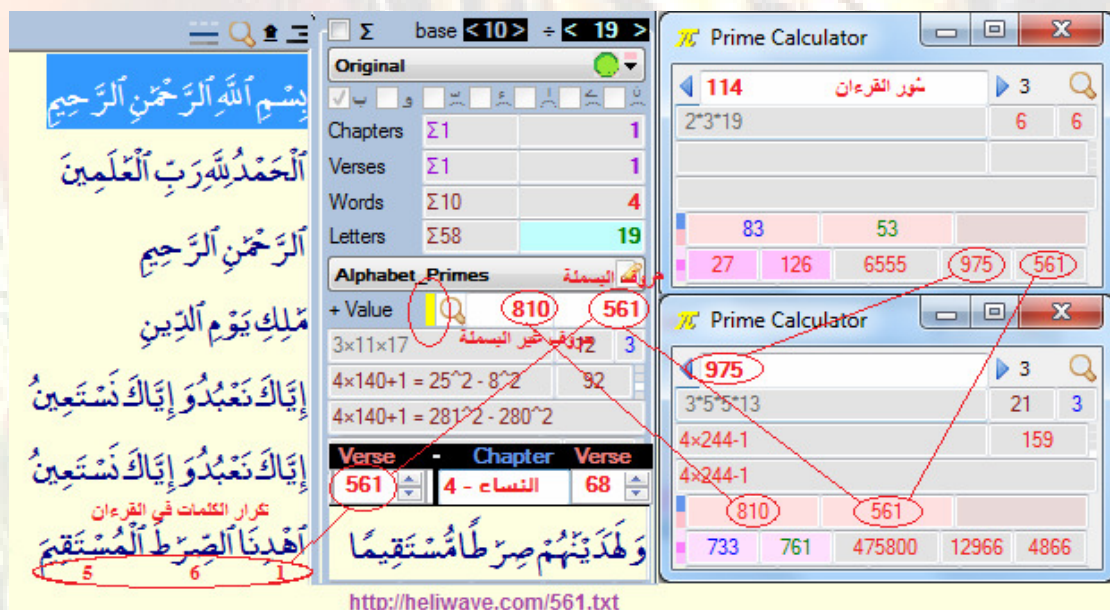 بِسْمِ ٱللَّهِ ٱلرَّحْمَٰنِ ٱلرَّحِيمِ
ٱلْحَمْدُ لِلَّهِ رَبِّ ٱلْعَٰلَمِينَ
ٱلرَّحْمَٰنِ ٱلرَّحِيمِ
مَٰلِكِ يَوْمِ ٱلدِّينِ
إِيَّاكَ نَعْبُدُ وَإِيَّاكَ نَسْتَعِينُ
إِيَّاكَ نَعْبُدُ وَإِيَّاكَ نَسْتَعِينُ
تكرار الكلمات في القرءان
ٱهْدِنَا ٱلصِّرَٰطَ ٱلْمُسْتَقِيمَ
5 6 1
Σ base < 10 > ÷ < 19 >
Original
Chapters Σ1 1
Verses Σ1 1
Words Σ10 4
Letters Σ58 19
Alphabet_Primes
حروف البسملة
+ Value 810 561
حروف غير البسملة
3×11×17 12 3
4×140+1 = 25^2 - 8^2 92
4×140+1 = 281^2 - 280^2
Verse - Chapter Verse
561 النساء - 4 68
وَلَهَدَيْنَٰهُمْ صِرَٰطًا مُّسْتَقِيمًا
Prime Calculator
114 سُور القرءان 3
2*3*19 6 6
83 53
27 126 6555 975 561
Prime Calculator
975 3
3*5*5*13 21 3
4×244-1 159
4×244-1
810 561
733 761 475800 12966 4866
http://heliwave.com/561.txt